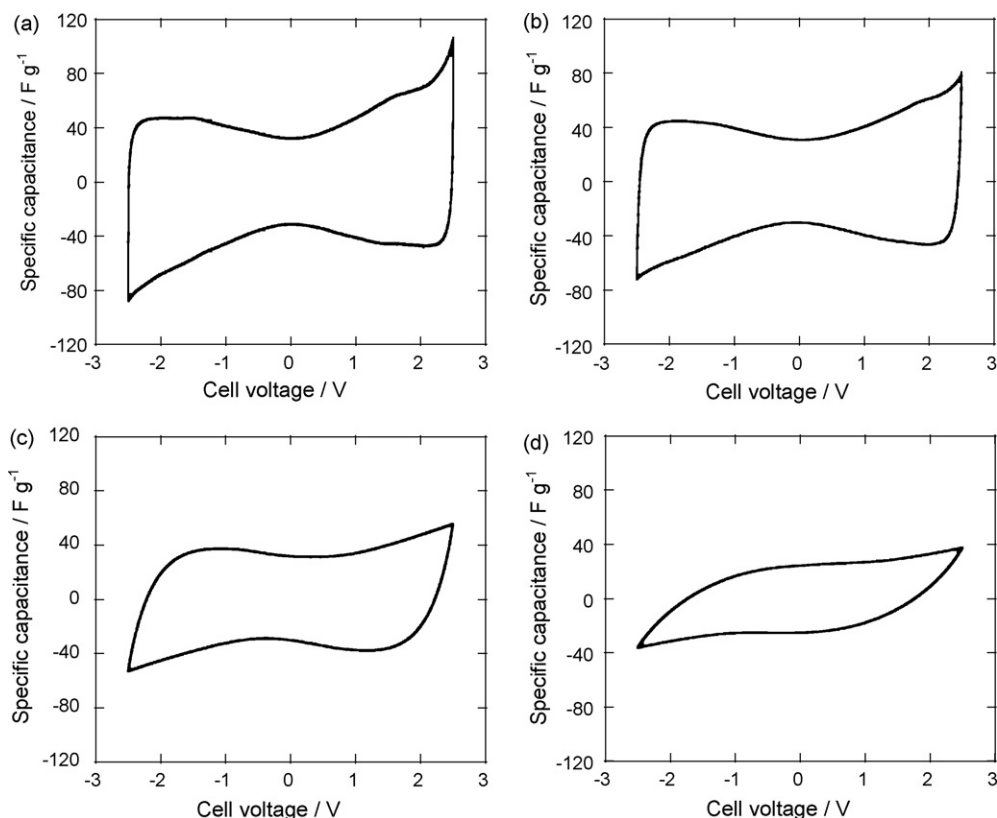 (a)
120
80
40
0
-40
-80
-120
-3 -2 -1 0 1 2 3
Specific capacitance / F g⁻¹
Cell voltage / V
(b)
120
80
40
0
-40
-80
-120
-3 -2 -1 0 1 2 3
Specific capacitance / F g⁻¹
Cell voltage / V
(c)
120
80
40
0
-40
-80
-120
-3 -2 -1 0 1 2 3
Specific capacitance / F g⁻¹
Cell voltage / V
(d)
120
80
40
0
-40
-80
-120
-3 -2 -1 0 1 2 3
Specific capacitance / F g⁻¹
Cell voltage / V